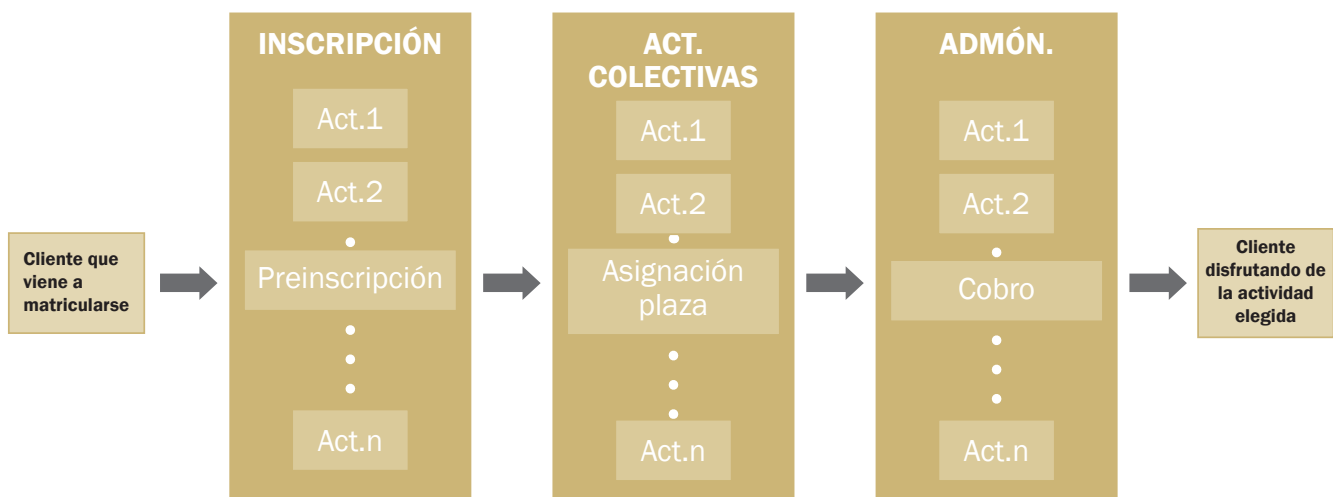 Cliente que
viene a
matricularse
INSCRIPCIÓN
Act.1
Act.2
Preinscripción
Act.n
ACT.
COLECTIVAS
Act.1
Act.2
Asignación
plaza
Act.n
ADMÓN.
Act.1
Act.2
Cobro
Act.n
Cliente
disfrutando de
la actividad
elegida